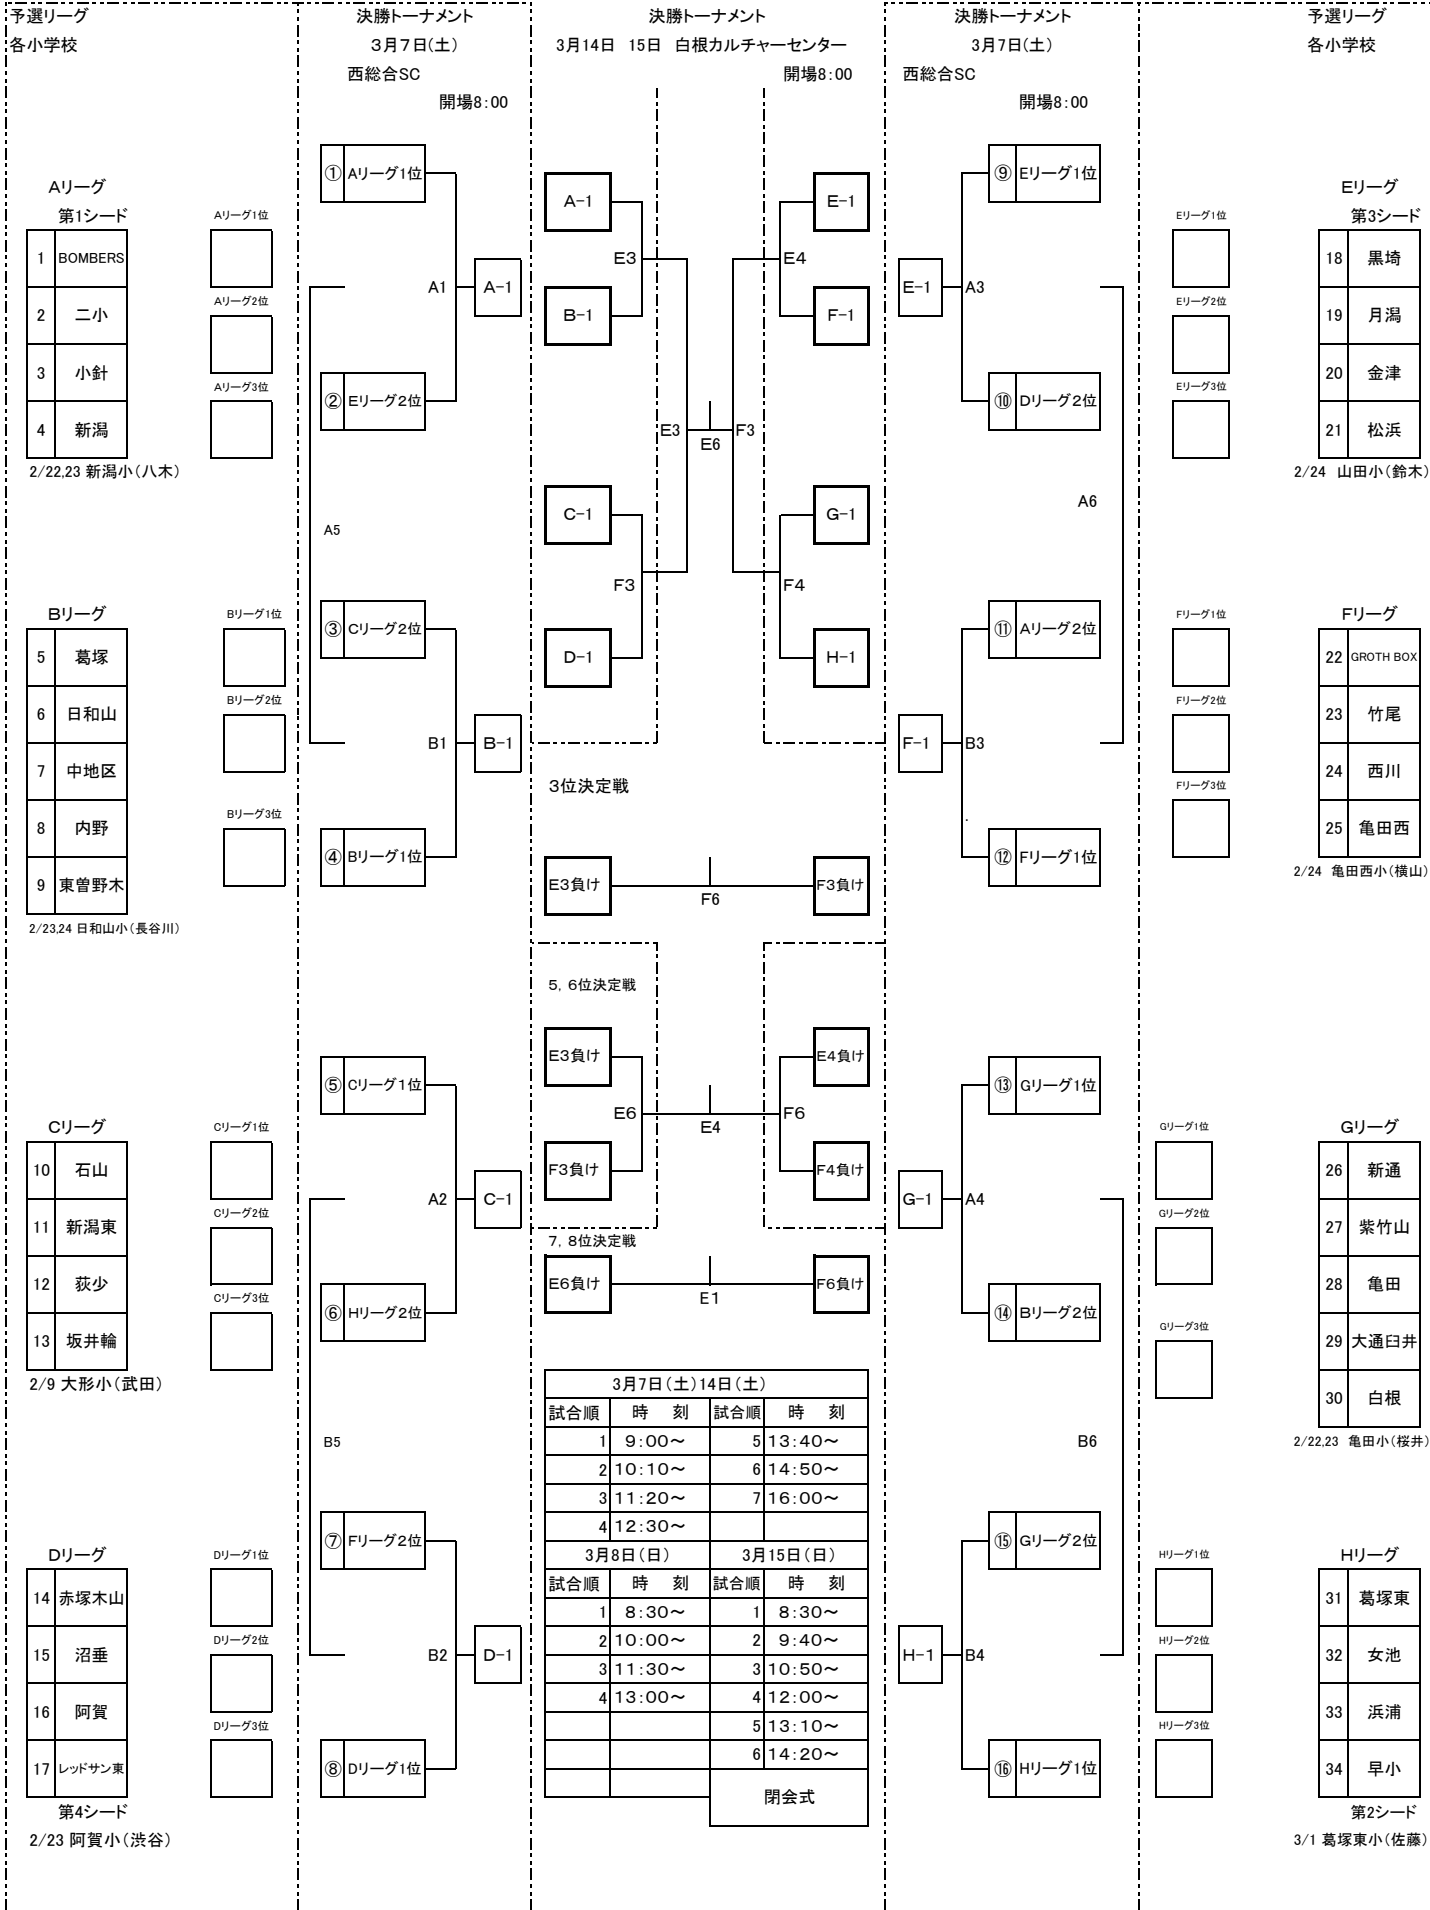 予選リーグ
各小学校
決勝トーナメント
3月7日(土)
西総合SC
開場8:00
決勝トーナメント
3月14日 15日 白根カルチャーセンター
開場8:00
決勝トーナメント
3月7日(土)
西総合SC
開場8:00
予選リーグ
各小学校
Aリーグ
第1シード
1 BOMBERS
2 二小
3 小針
4 新潟
2/22,23 新潟小(八木)
Aリーグ1位
Aリーグ2位
Aリーグ3位
Bリーグ
5 葛塚
6 日和山
7 中地区
8 内野
9 東曽野木
2/23,24 日和山小(長谷川)
Bリーグ1位
Bリーグ2位
Bリーグ3位
Cリーグ
10 石山
11 新潟東
12 荻少
13 坂井輪
2/9 大形小(武田)
Cリーグ1位
Cリーグ2位
Cリーグ3位
Dリーグ
14 赤塚木山
15 沼垂
16 阿賀
17 レッドサン東
第4シード
2/23 阿賀小(渋谷)
Dリーグ1位
Dリーグ2位
Dリーグ3位
① Aリーグ1位
A1 A-1
② Eリーグ2位
A5
③ Cリーグ2位
B1 B-1
④ Bリーグ1位
⑤ Cリーグ1位
A2 C-1
⑥ Hリーグ2位
B5
⑦ Fリーグ2位
B2 D-1
⑧ Dリーグ1位
A-1
E3
B-1
E-1
E4
F-1
E3
E6
F3
C-1
F3
D-1
G-1
F4
H-1
3位決定戦
E3負け
F6
F3負け
5, 6位決定戦
E3負け
E6
F3負け
E4
E4負け
F6
F4負け
7, 8位決定戦
E6負け
E1
F6負け
3月7日(土)14日(土)
試合順 時 刻 試合順 時 刻
1 9:00~ 5 13:40~
2 10:10~ 6 14:50~
3 11:20~ 7 16:00~
4 12:30~
3月8日(日) 3月15日(日)
試合順 時 刻 試合順 時 刻
1 8:30~ 1 8:30~
2 10:00~ 2 9:40~
3 11:30~ 3 10:50~
4 13:00~ 4 12:00~
5 13:10~
6 14:20~
閉会式
⑨ Eリーグ1位
E-1 A3
⑩ Dリーグ2位
A6
⑪ Aリーグ2位
F-1 B3
⑫ Fリーグ1位
⑬ Gリーグ1位
G-1 A4
⑭ Bリーグ2位
B6
⑮ Gリーグ2位
H-1 B4
⑯ Hリーグ1位
Eリーグ
第3シード
Eリーグ1位
Eリーグ2位
Eリーグ3位
18 黒埼
19 月潟
20 金津
21 松浜
2/24 山田小(鈴木)
Fリーグ
Fリーグ1位
Fリーグ2位
Fリーグ3位
22 GROTH BOX
23 竹尾
24 西川
25 亀田西
2/24 亀田西小(横山)
Gリーグ
Gリーグ1位
Gリーグ2位
Gリーグ3位
26 新通
27 紫竹山
28 亀田
29 大通臼井
30 白根
2/22,23 亀田小(桜井)
Hリーグ
Hリーグ1位
Hリーグ2位
Hリーグ3位
31 葛塚東
32 女池
33 浜浦
34 早小
第2シード
3/1 葛塚東小(佐藤)